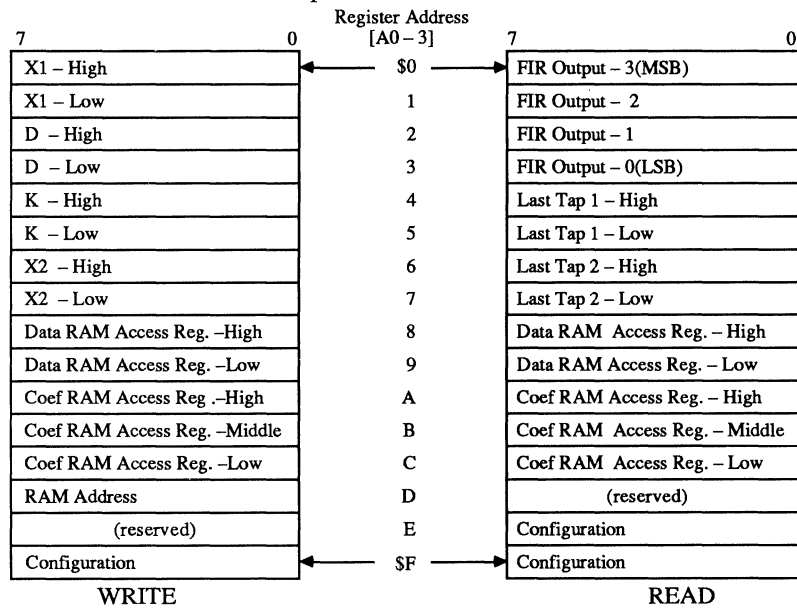 Register Address
7 0 [A0 – 3] 7 0
X1 – High $0 FIR Output – 3(MSB)
X1 – Low 1 FIR Output – 2
D – High 2 FIR Output – 1
D – Low 3 FIR Output – 0(LSB)
K – High 4 Last Tap 1 – High
K – Low 5 Last Tap 1 – Low
X2 – High 6 Last Tap 2 – High
X2 – Low 7 Last Tap 2 – Low
Data RAM Access Reg. –High 8 Data RAM Access Reg. – High
Data RAM Access Reg. –Low 9 Data RAM Access Reg. – Low
Coef RAM Access Reg .–High A Coef RAM Access Reg. – High
Coef RAM Access Reg. –Middle B Coef RAM Access Reg. – Middle
Coef RAM Access Reg. –Low C Coef RAM Access Reg. – Low
RAM Address D (reserved)
(reserved) E Configuration
Configuration $F Configuration
WRITE READ